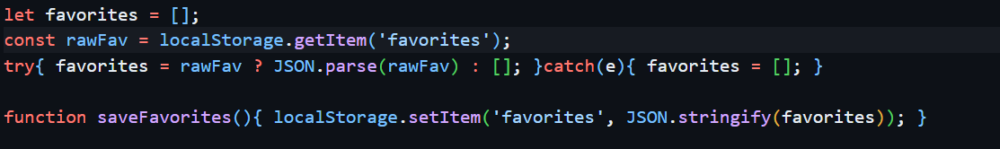 let favorites = [];
const rawFav = localStorage.getItem('favorites');
try{ favorites = rawFav ? JSON.parse(rawFav) : []; }catch(e){ favorites = []; }
function saveFavorites(){ localStorage.setItem('favorites', JSON.stringify(favorites)); }